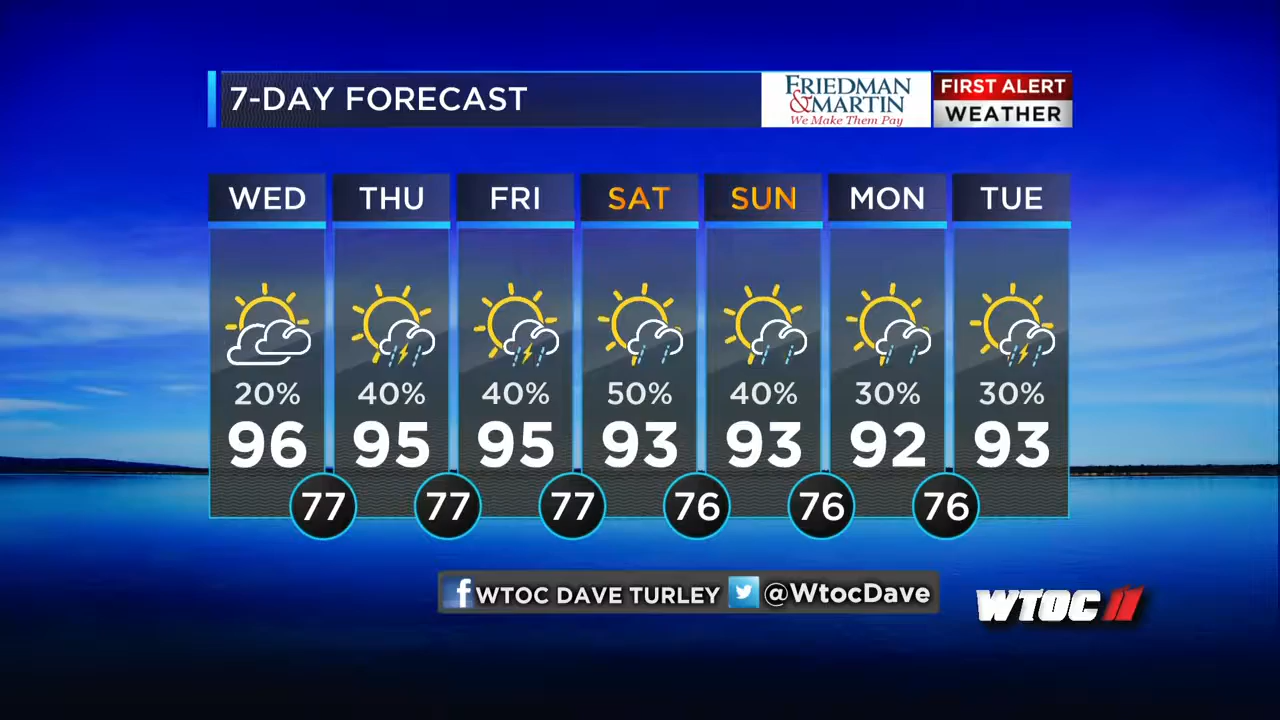 7-DAY FORECAST
FRIEDMAN
&MARTIN
We Make Them Pay
FIRST ALERT
WEATHER
WED THU FRI SAT SUN MON TUE
20% 40% 40% 50% 40% 30% 30%
96 95 95 93 93 92 93
77 77 77 76 76 76
f WTOC DAVE TURLEY @WtocDave
WTOC 11